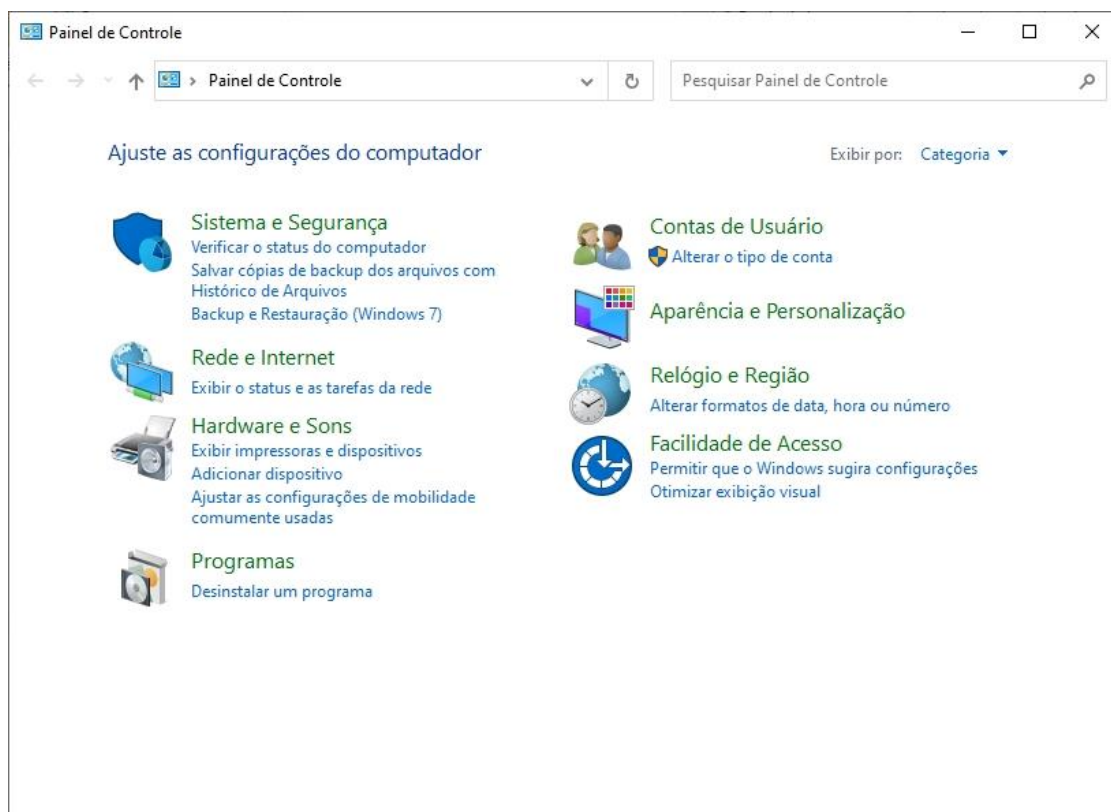 Painel de Controle
Painel de Controle
Pesquisar Painel de Controle
Ajuste as configurações do computador
Exibir por:
Categoria
Sistema e Segurança
Verificar o status do computador
Salvar cópias de backup dos arquivos com
Histórico de Arquivos
Backup e Restauração (Windows 7)
Rede e Internet
Exibir o status e as tarefas da rede
Hardware e Sons
Exibir impressoras e dispositivos
Adicionar dispositivo
Ajustar as configurações de mobilidade
comumente usadas
Programas
Desinstalar um programa
Contas de Usuário
Alterar o tipo de conta
Aparência e Personalização
Relógio e Região
Alterar formatos de data, hora ou número
Facilidade de Acesso
Permitir que o Windows sugira configurações
Otimizar exibição visual